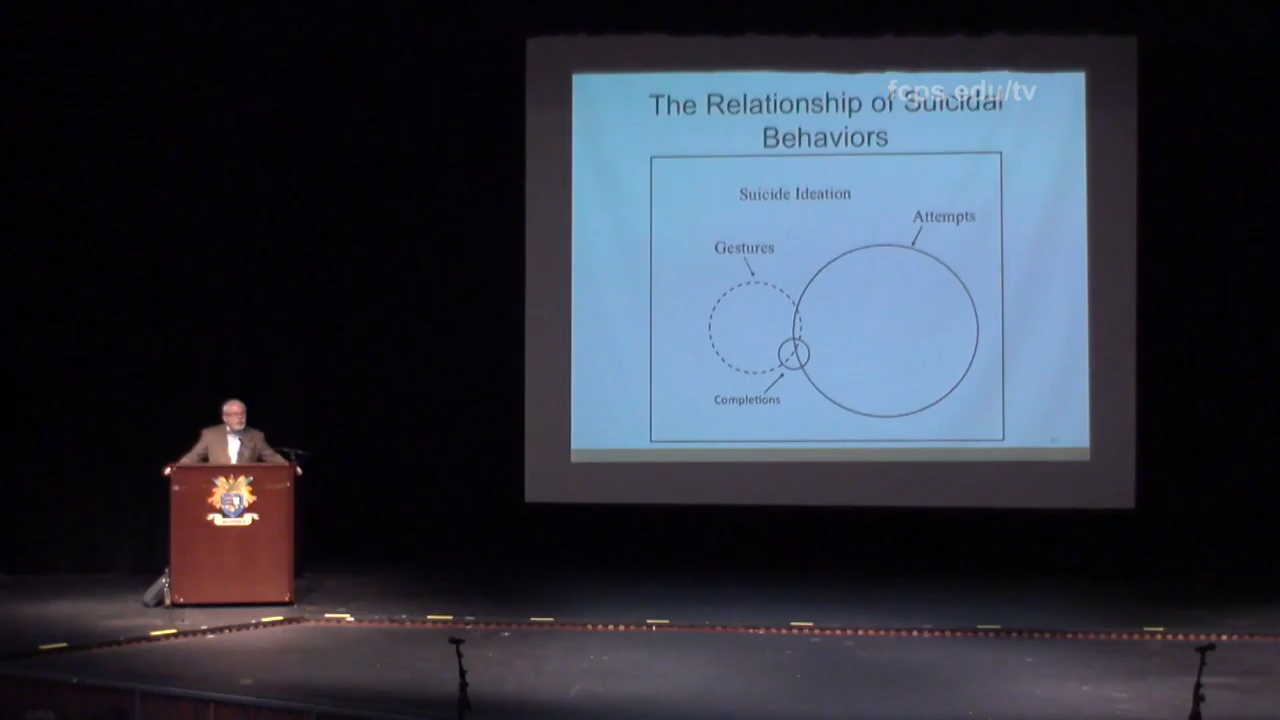 fcps.edu/tv
The Relationship of Suicidal
Behaviors
Suicide Ideation
Attempts
Gestures
Completions